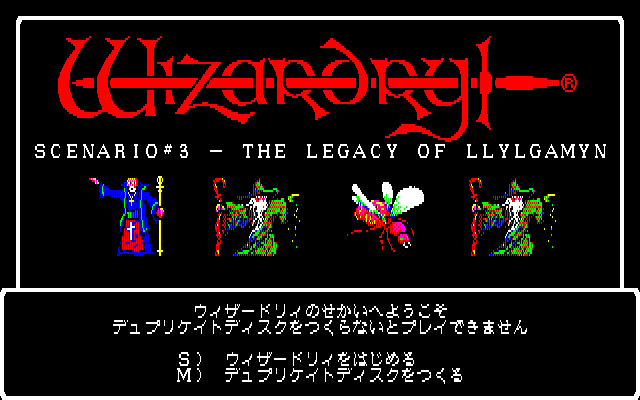 Wizardry®
SCENARIO#3 – THE LEGACY OF LLYLGAMYN
ウィザードリィのせかいへようこそ
デュプリケイトディスクをつくらないとプレイできません
S) ウィザードリィをはじめる
M) デュプリケイトディスクをつくる